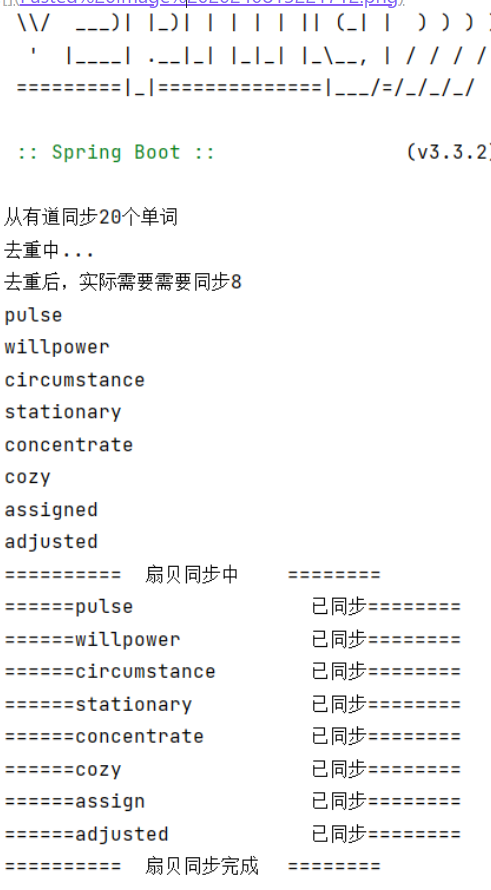 [](Pasted%20image%2020240813221712.png)
\\/  ___)| |_)| | | | | || (_| |  ) ) ) )
'  |____| .__|_| |_|_| |_\__, | / / / /
=========|_|==============|___/=/_/_/_/
:: Spring Boot ::                (v3.3.2)
从有道同步20个单词
去重中...
去重后，实际需要需要同步8
pulse
willpower
circumstance
stationary
concentrate
cozy
assigned
adjusted
==========  扇贝同步中    ========
======pulse               已同步========
======willpower           已同步========
======circumstance        已同步========
======stationary          已同步========
======concentrate         已同步========
======cozy                已同步========
======assign              已同步========
======adjusted            已同步========
==========  扇贝同步完成  ========